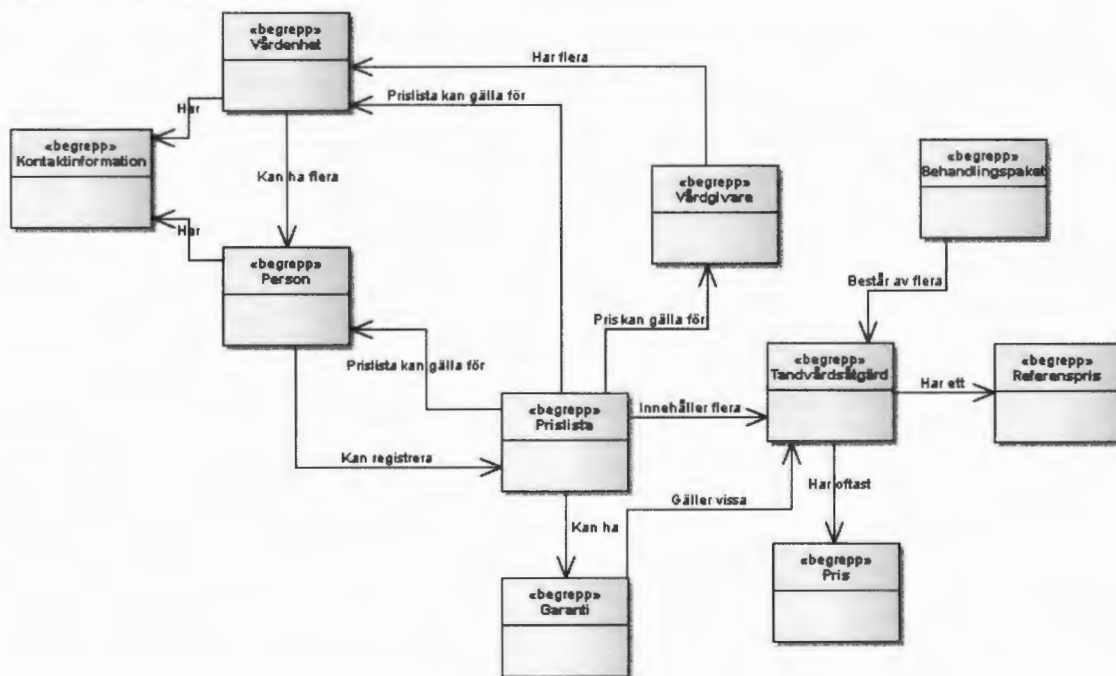 «begrepp»
Vårdenhet
Har flera
Prislista kan gälla för
Har
«begrepp»
Kontaktinformation
Kan ha flera
«begrepp»
Vårdgivare
«begrepp»
Behandlingspaket
Har
«begrepp»
Person
Består av flera
Pris kan gälla för
«begrepp»
Tandvårdsåtgärd
«begrepp»
Referenspris
Prislista kan gälla för
Har ett
«begrepp»
Prislista
Innehåller flera
Kan registrera
Har oftast
Gäller vissa
Kan ha
«begrepp»
Pris
«begrepp»
Garanti